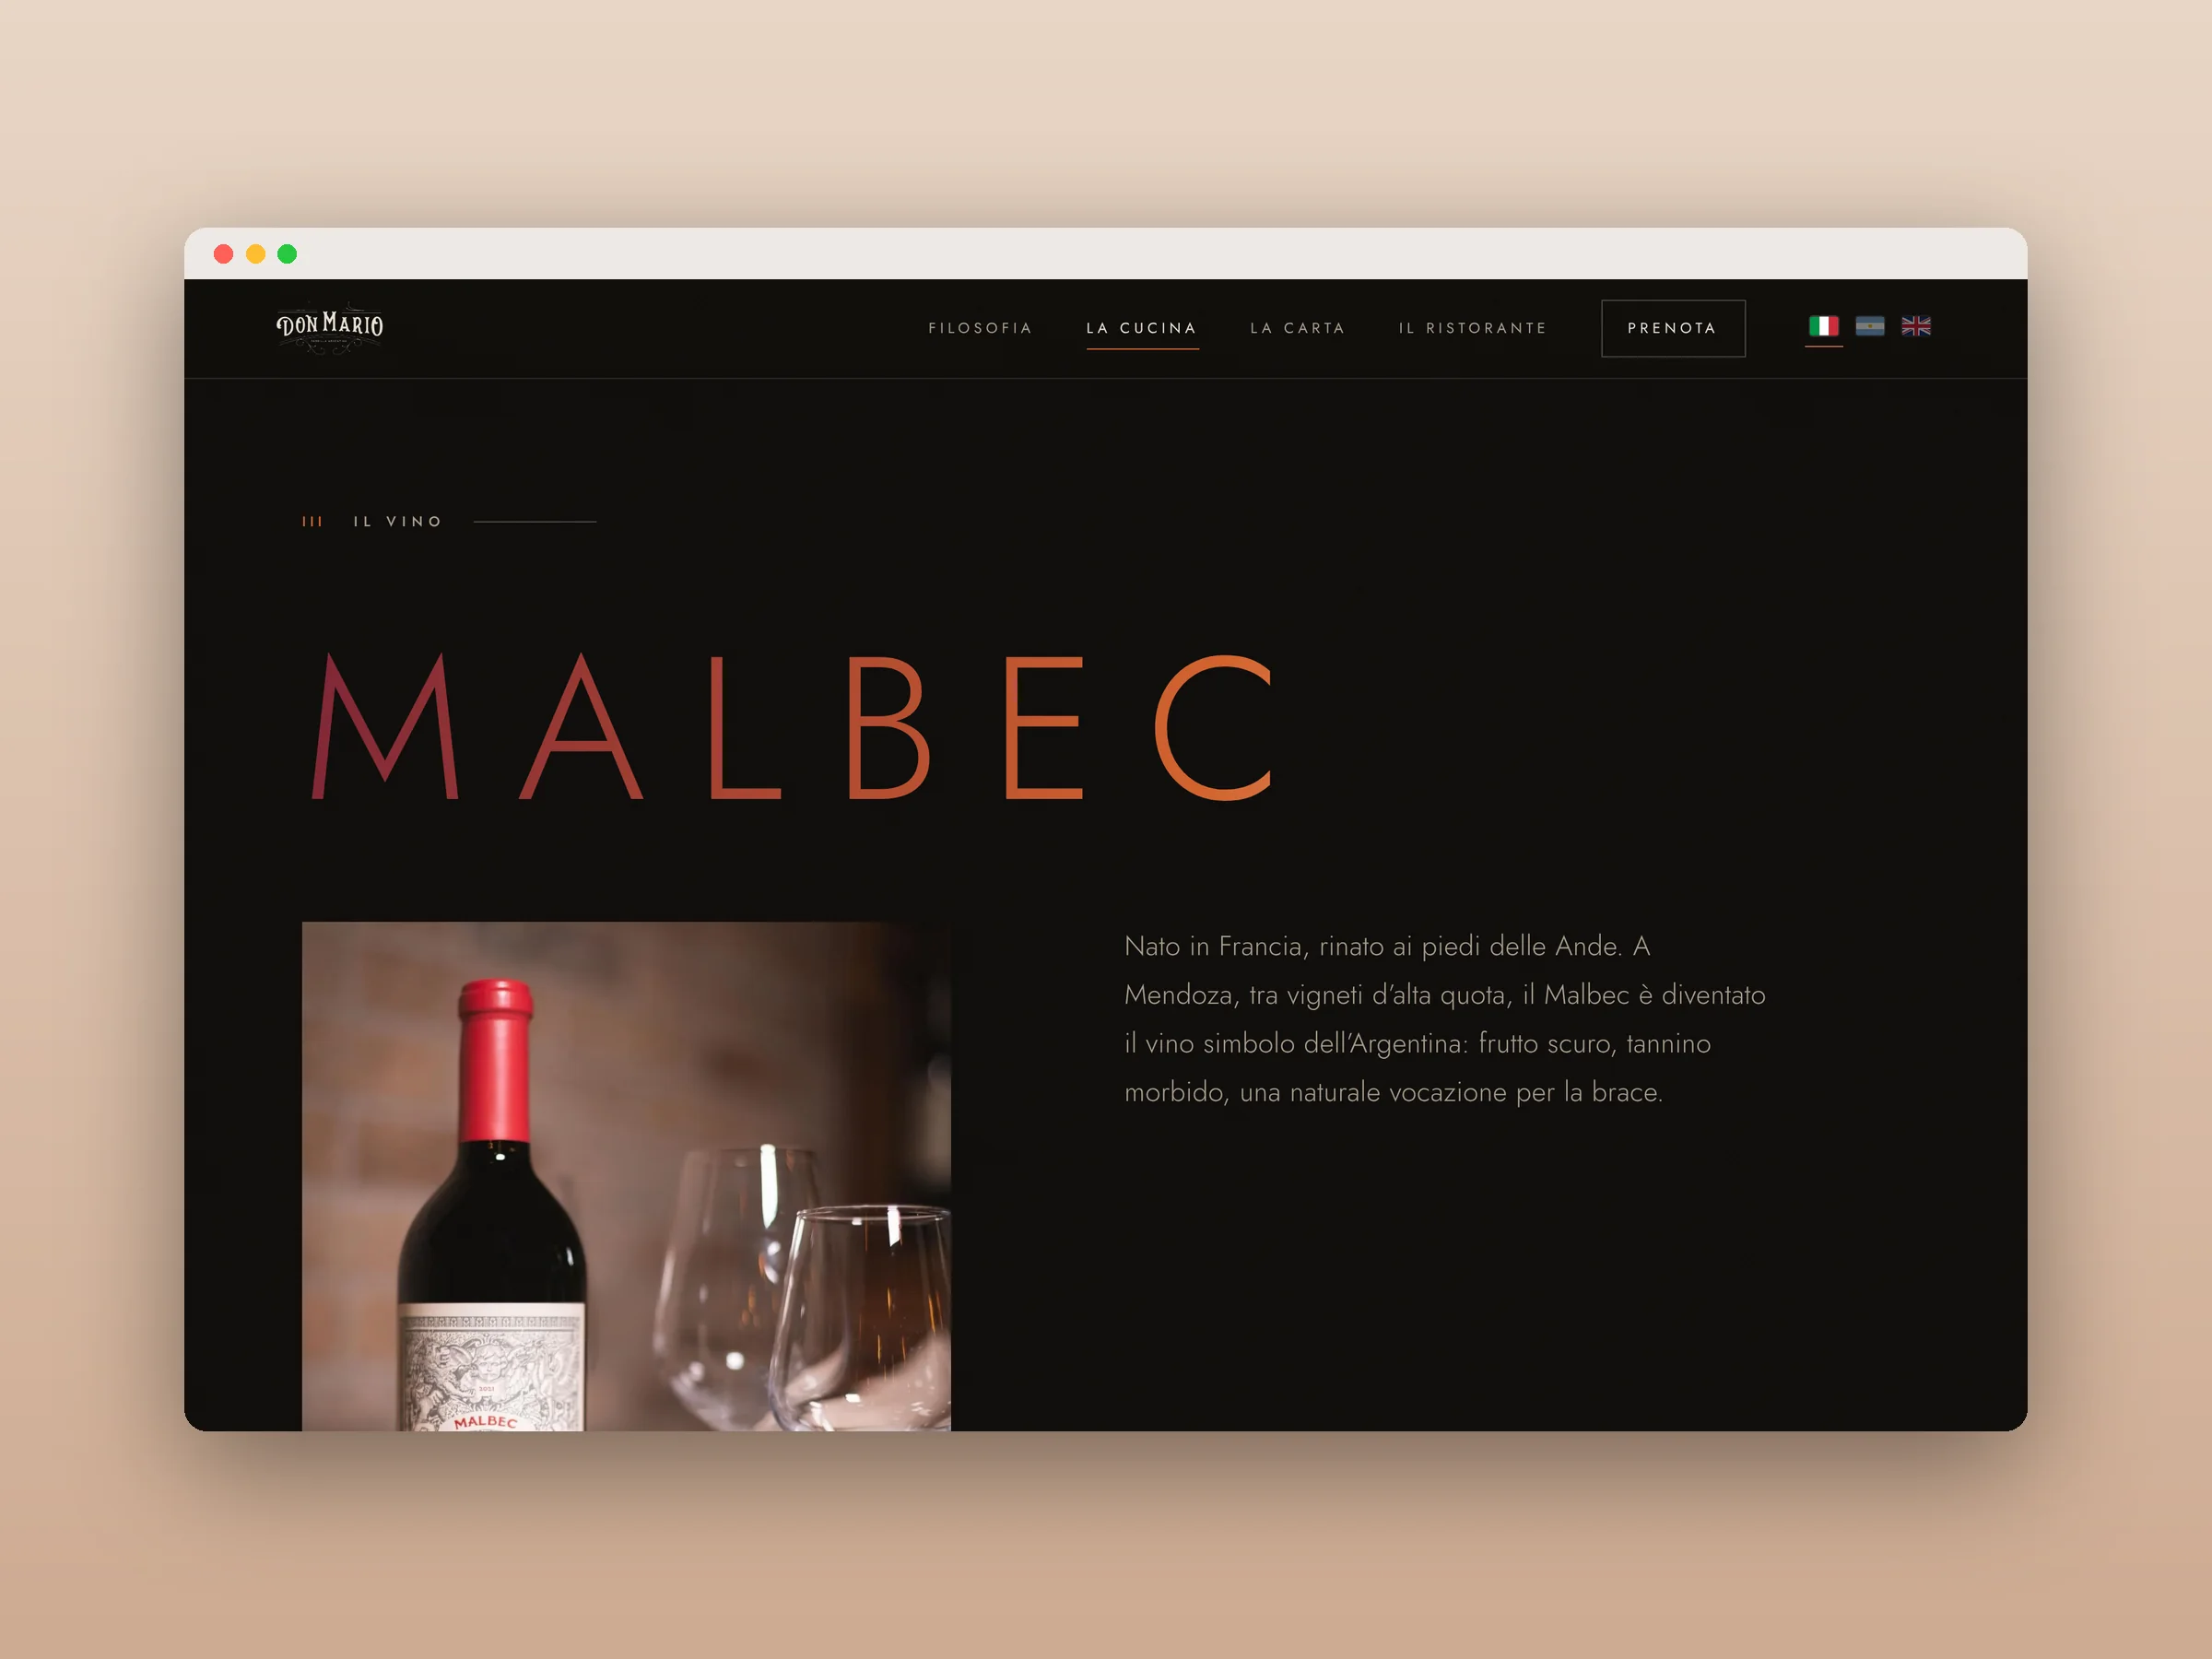 DON MARIO
FILOSOFIA
LA CUCINA
LA CARTA
IL RISTORANTE
PRENOTA
III IL VINO
MALBEC
Nato in Francia, rinato ai piedi delle Ande. A
Mendoza, tra vigneti d’alta quota, il Malbec è diventato
il vino simbolo dell’Argentina: frutto scuro, tannino
morbido, una naturale vocazione per la brace.
2021
MALBEC